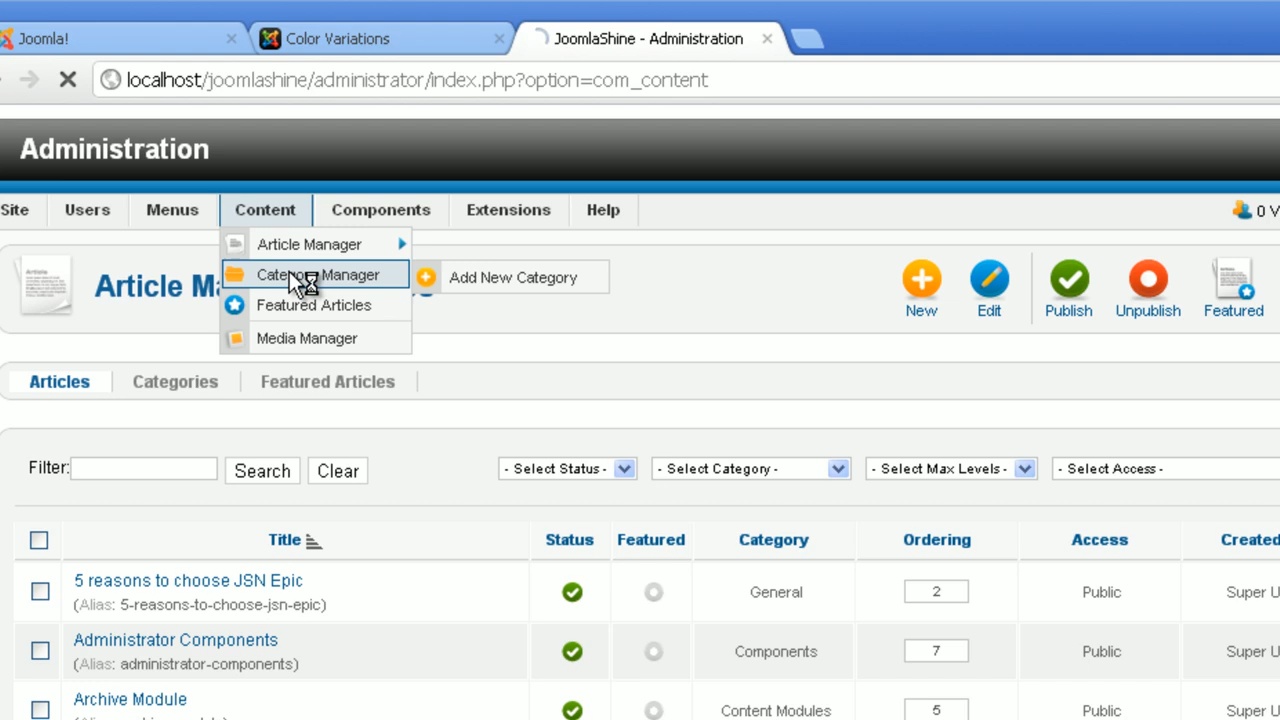 Joomla!
Color Variations
JoomlaShine - Administration
localhost/joomlashine/administrator/index.php?option=com_content
Administration
Site Users Menus Content Components Extensions Help
0 V
Article Manager
Category Manager
Add New Category
Featured Articles
Media Manager
Article Ma
New Edit Publish Unpublish Featured
Articles Categories Featured Articles
Filter: Search Clear - Select Status - - Select Category - - Select Max Levels - - Select Access -
Title Status Featured Category Ordering Access Created
5 reasons to choose JSN Epic
(Alias: 5-reasons-to-choose-jsn-epic)
General 2 Public Super U
Administrator Components
(Alias: administrator-components)
Components 7 Public Super U
Archive Module
Content Modules 5 Public Super U